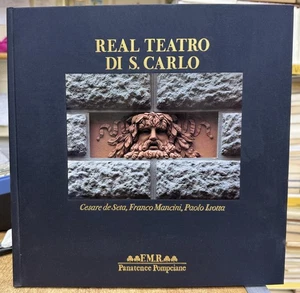 REAL TEATRO
DI S. CARLO
Cesare de Seta, Franco Mancini, Paolo Isotta
F.M.R.
Panatenee Pompeiane